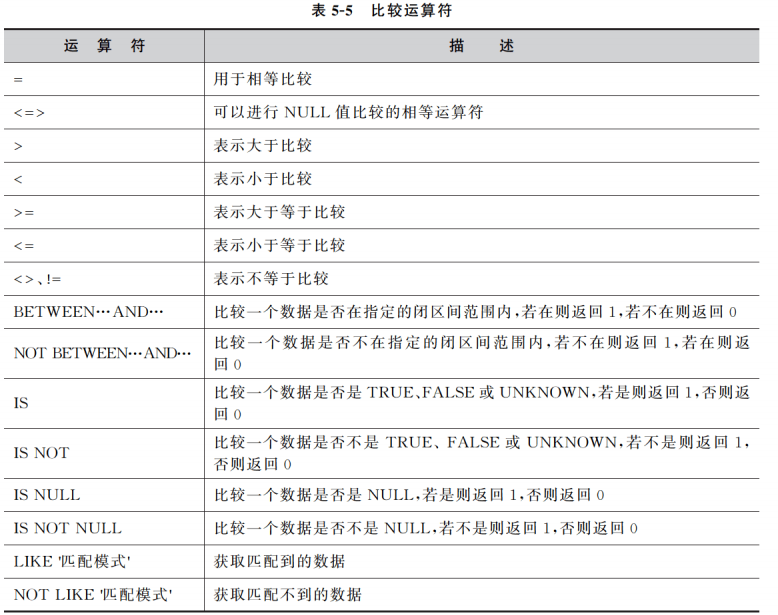 表 5-5 比较运算符
运 算 符 描 述
= 用于相等比较
<=> 可以进行 NULL 值比较的相等运算符
> 表示大于比较
< 表示小于比较
>= 表示大于等于比较
<= 表示小于等于比较
<>、!= 表示不等于比较
BETWEEN…AND… 比较一个数据是否在指定的闭区间范围内,若在则返回 1,若不在则返回 0
NOT BETWEEN…AND… 比较一个数据是否不在指定的闭区间范围内,若不在则返回 1,若在则返
回 0
IS 比较一个数据是否是 TRUE、FALSE 或 UNKNOWN,若是则返回 1,否则返
回 0
IS NOT 比较一个数据是否不是 TRUE、FALSE 或 UNKNOWN,若不是则返回 1,
否则返回 0
IS NULL 比较一个数据是否是 NULL,若是则返回 1,否则返回 0
IS NOT NULL 比较一个数据是否不是 NULL,若不是则返回 1,否则返回 0
LIKE '匹配模式' 获取匹配到的数据
NOT LIKE '匹配模式' 获取匹配不到的数据